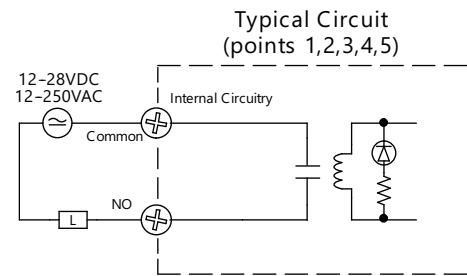 Typical Circuit
(points 1,2,3,4,5)
12–28VDC
12–250VAC
Internal Circuitry
Common
NO
L